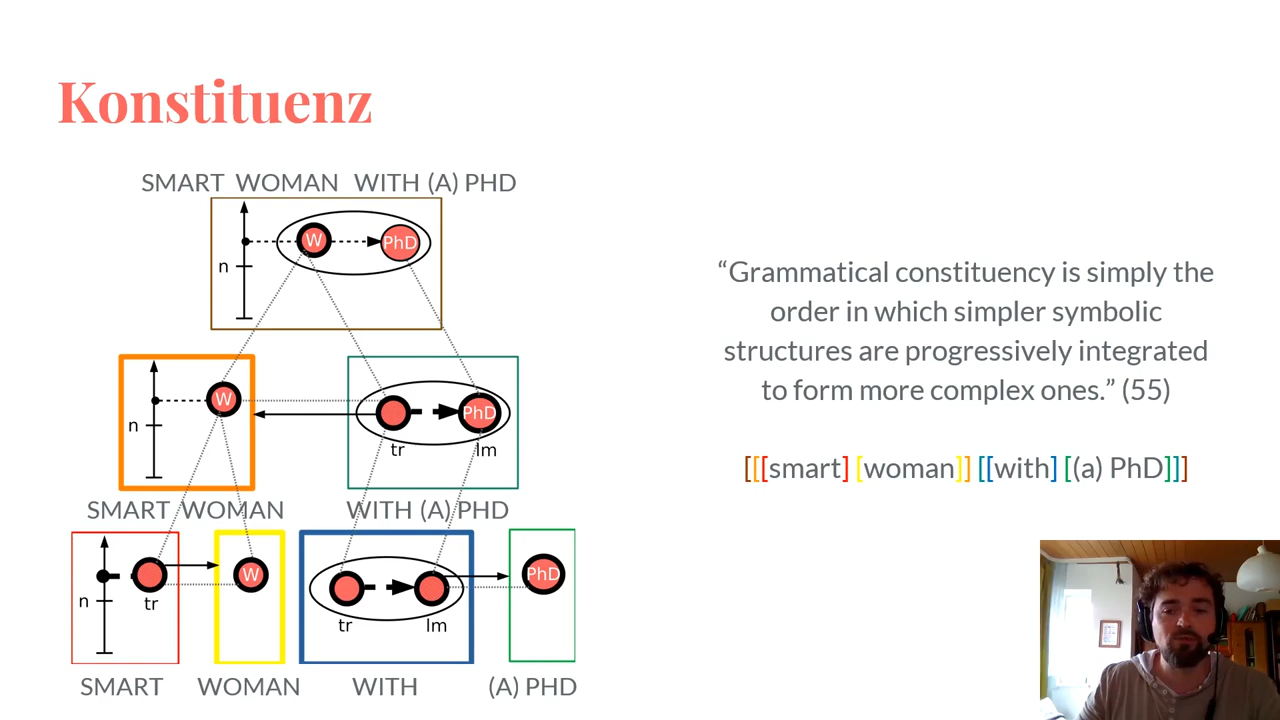 Konstituenz
SMART WOMAN WITH (A) PHD
W PhD
n
“Grammatical constituency is simply the
order in which simpler symbolic
structures are progressively integrated
to form more complex ones.” (55)
[[[smart] [woman]] [[with] [(a) PhD]]]
W PhD
n
tr lm
SMART WOMAN WITH (A) PHD
W PhD
n tr
tr lm
SMART WOMAN WITH (A) PHD